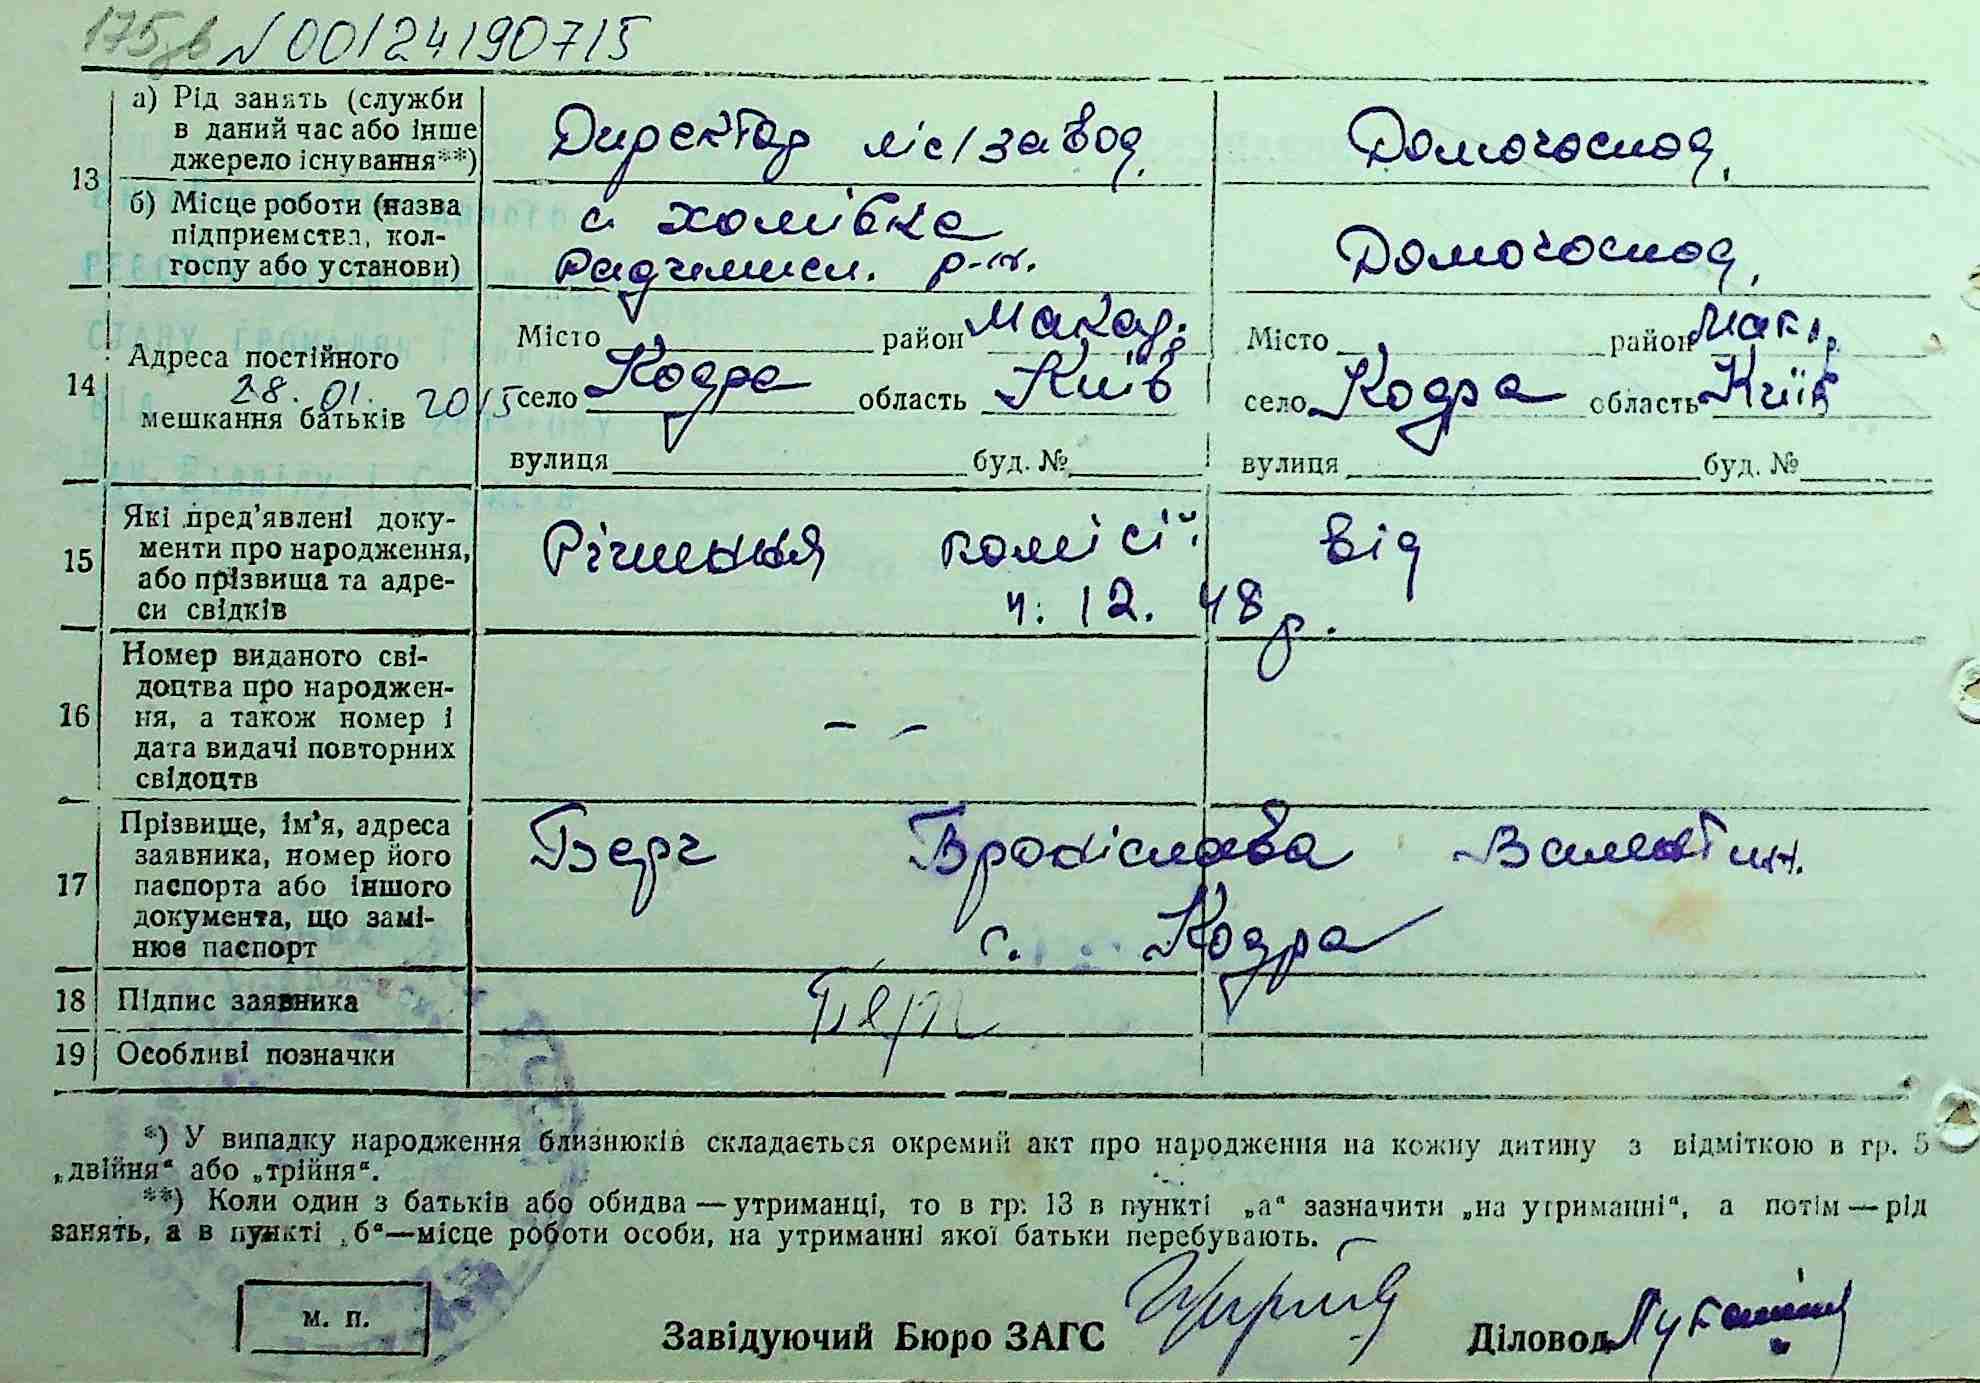 № 00124190715
13
а) Рід занять (служби в даний час або інше джерело існування**)
Директор ліс/завод.
Домогоспод.
б) Місце роботи (назва підприємства, колгоспу або установи)
с. Радчемисл. р-н.
Домогоспод.
14
Адреса постійного мешкання батьків
28.01.2015
Місто район Макар.
село Кодра область Київ
вулиця буд. №
Місто район Макар
село Кодра область Київ
вулиця буд. №
15
Які пред’явлені документи про народження, або прізвища та адреси свідків
Рішення комісії від
4. 12. 48 р.
16
Номер виданого свідоцтва про народження, а також номер і дата видачі повторних свідоцтв
— —
17
Прізвище, ім’я, адреса заявника, номер його паспорта або іншого документа, що замінює паспорт
Берг Броніслава Валентин.
с. Кодра
18
Підпис заявника
19
Особливі позначки
*) У випадку народження близнюків складається окремий акт про народження на кожну дитину з відміткою в гр. 5
„двійня“ або „трійня“.
**) Коли один з батьків або обидва — утриманці, то в гр: 13 в пункті „а“ зазначити „на утриманні“, а потім — рід
занять, а в пункті „б“—місце роботи особи, на утриманні якої батьки перебувають.
м. п.
Завідуючий Бюро ЗАГС
Діловод